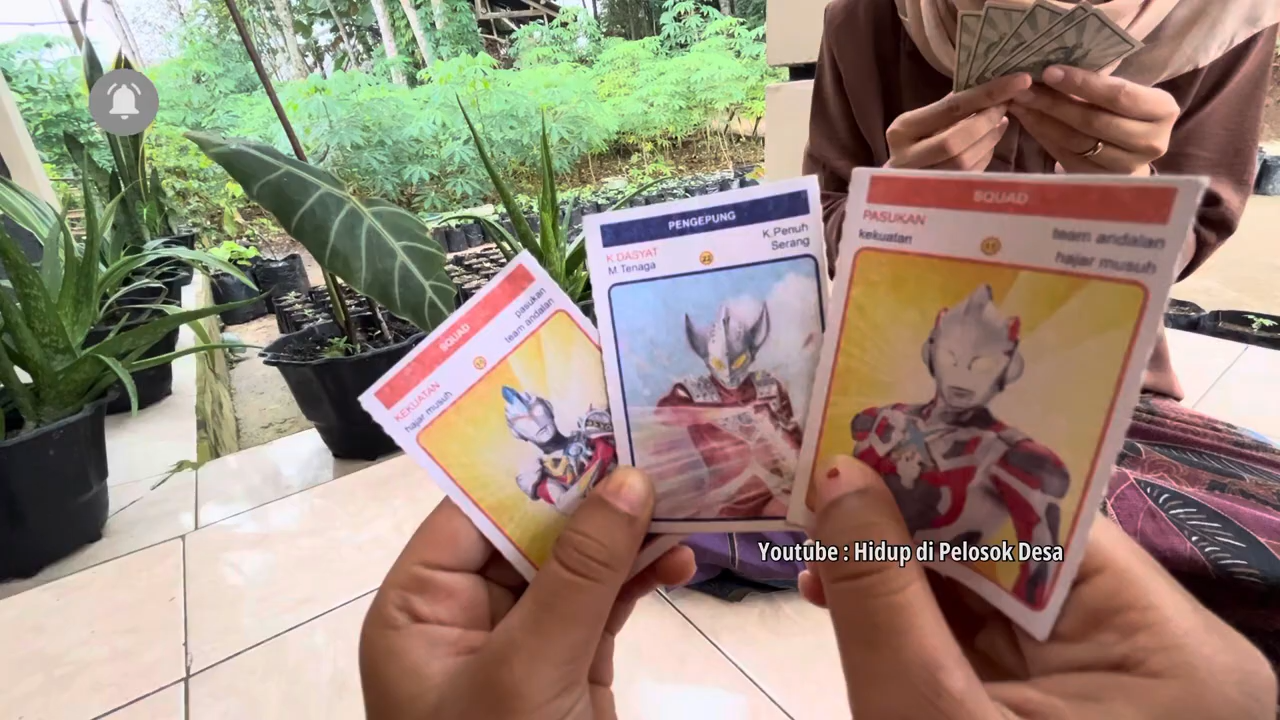 SQUAD
KEKUATAN
hajar musuh
pasukan
team andalan
PENGEPUNG
K DASYAT
M.Tenaga
22
K.Penuh
Serang
SQUAD
PASUKAN
kekuatan
team andalan
hajar musuh
Youtube : Hidup di Pelosok Desa